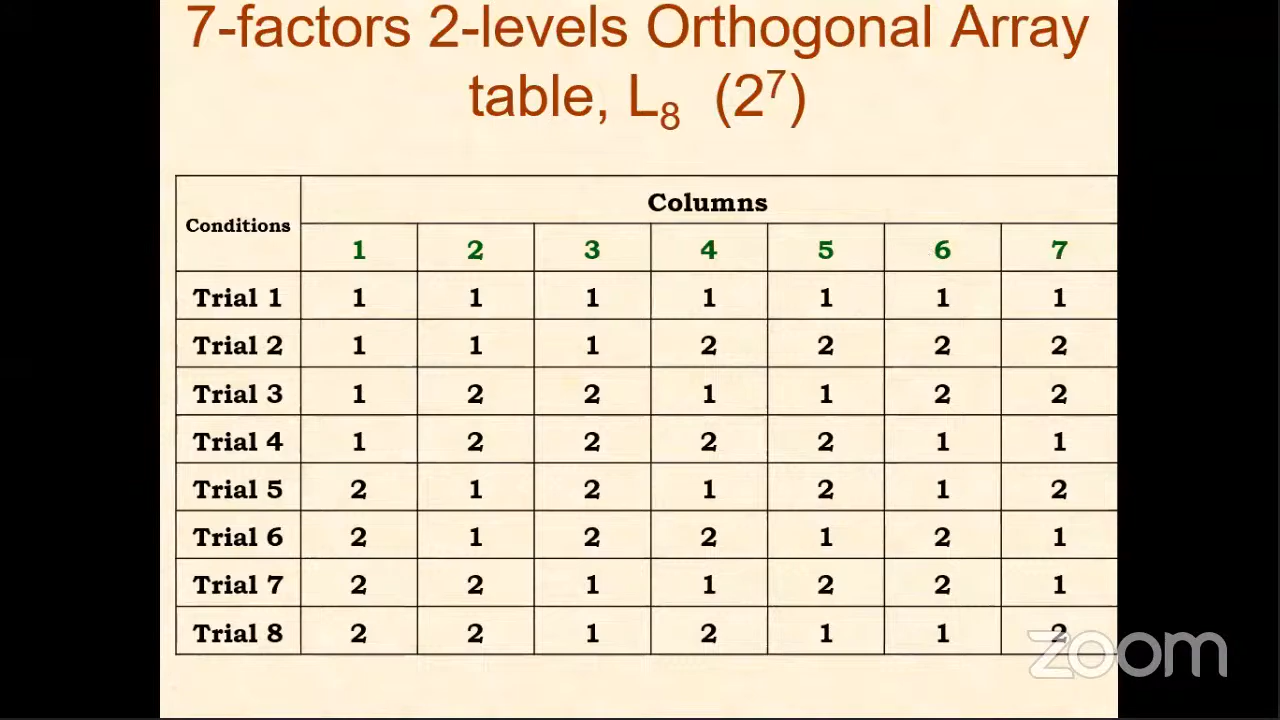 7-factors 2-levels Orthogonal Array
table, L₈ (2⁷)
Conditions Columns
1 2 3 4 5 6 7
Trial 1 1 1 1 1 1 1 1
Trial 2 1 1 1 2 2 2 2
Trial 3 1 2 2 1 1 2 2
Trial 4 1 2 2 2 2 1 1
Trial 5 2 1 2 1 2 1 2
Trial 6 2 1 2 2 1 2 1
Trial 7 2 2 1 1 2 2 1
Trial 8 2 2 1 2 1 1 2
zoom